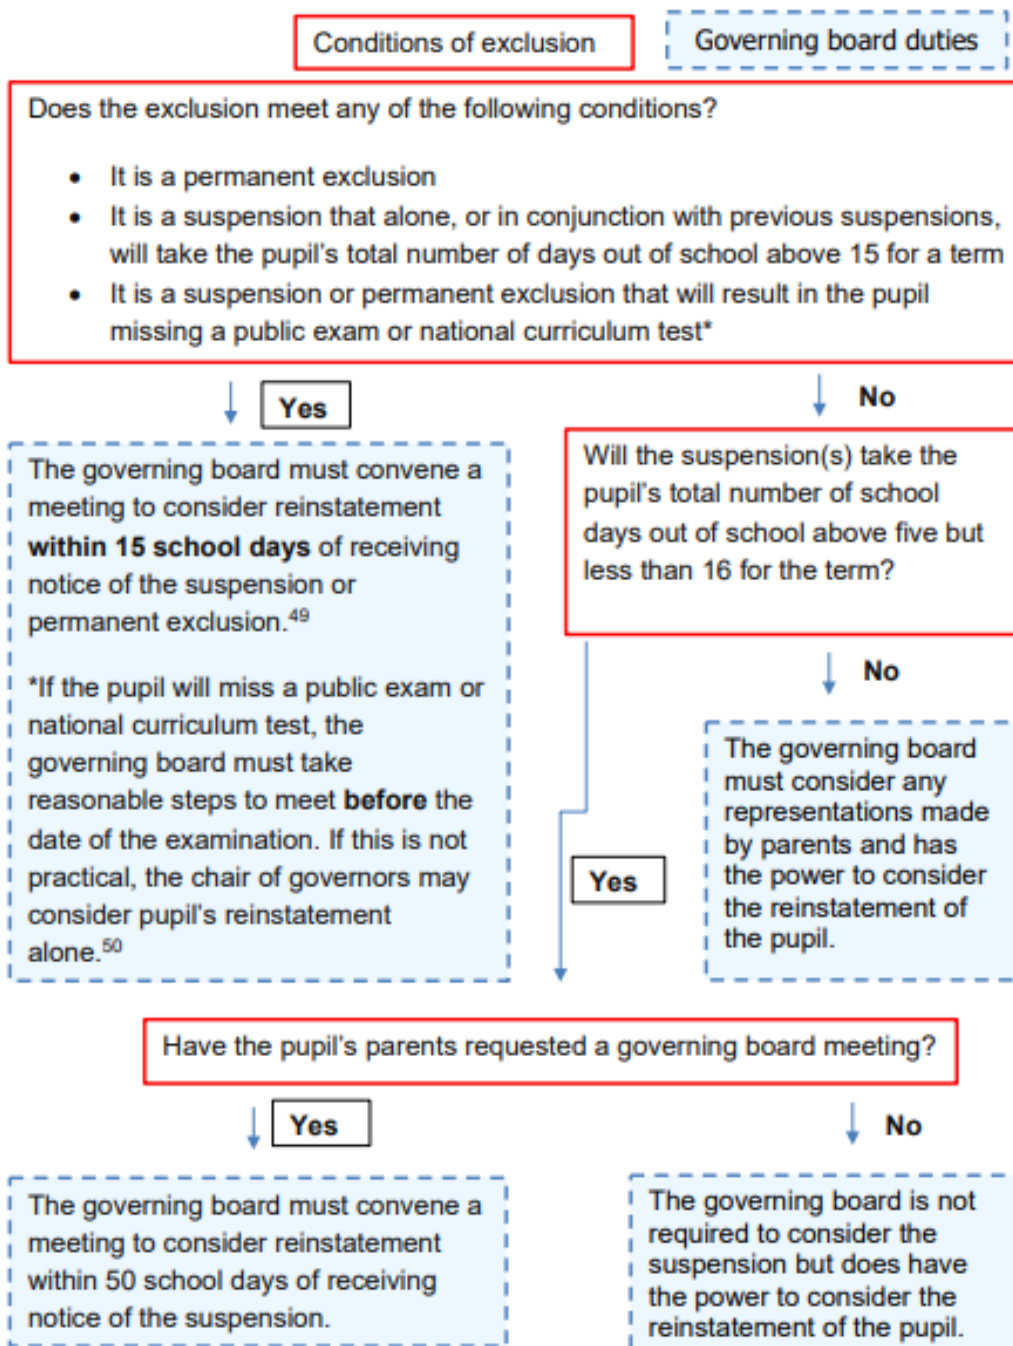 Conditions of exclusion
Governing board duties
Does the exclusion meet any of the following conditions?
• It is a permanent exclusion
• It is a suspension that alone, or in conjunction with previous suspensions,
will take the pupil's total number of days out of school above 15 for a term
• It is a suspension or permanent exclusion that will result in the pupil
missing a public exam or national curriculum test*
Yes
No
The governing board must convene a
meeting to consider reinstatement
within 15 school days of receiving
notice of the suspension or
permanent exclusion.49
*If the pupil will miss a public exam or
national curriculum test, the
governing board must take
reasonable steps to meet before the
date of the examination. If this is not
practical, the chair of governors may
consider pupil's reinstatement
alone.50
Will the suspension(s) take the
pupil's total number of school
days out of school above five but
less than 16 for the term?
No
The governing board
must consider any
representations made
by parents and has
the power to consider
the reinstatement of
the pupil.
Yes
Have the pupil's parents requested a governing board meeting?
Yes
No
The governing board must convene a
meeting to consider reinstatement
within 50 school days of receiving
notice of the suspension.
The governing board is not
required to consider the
suspension but does have
the power to consider the
reinstatement of the pupil.